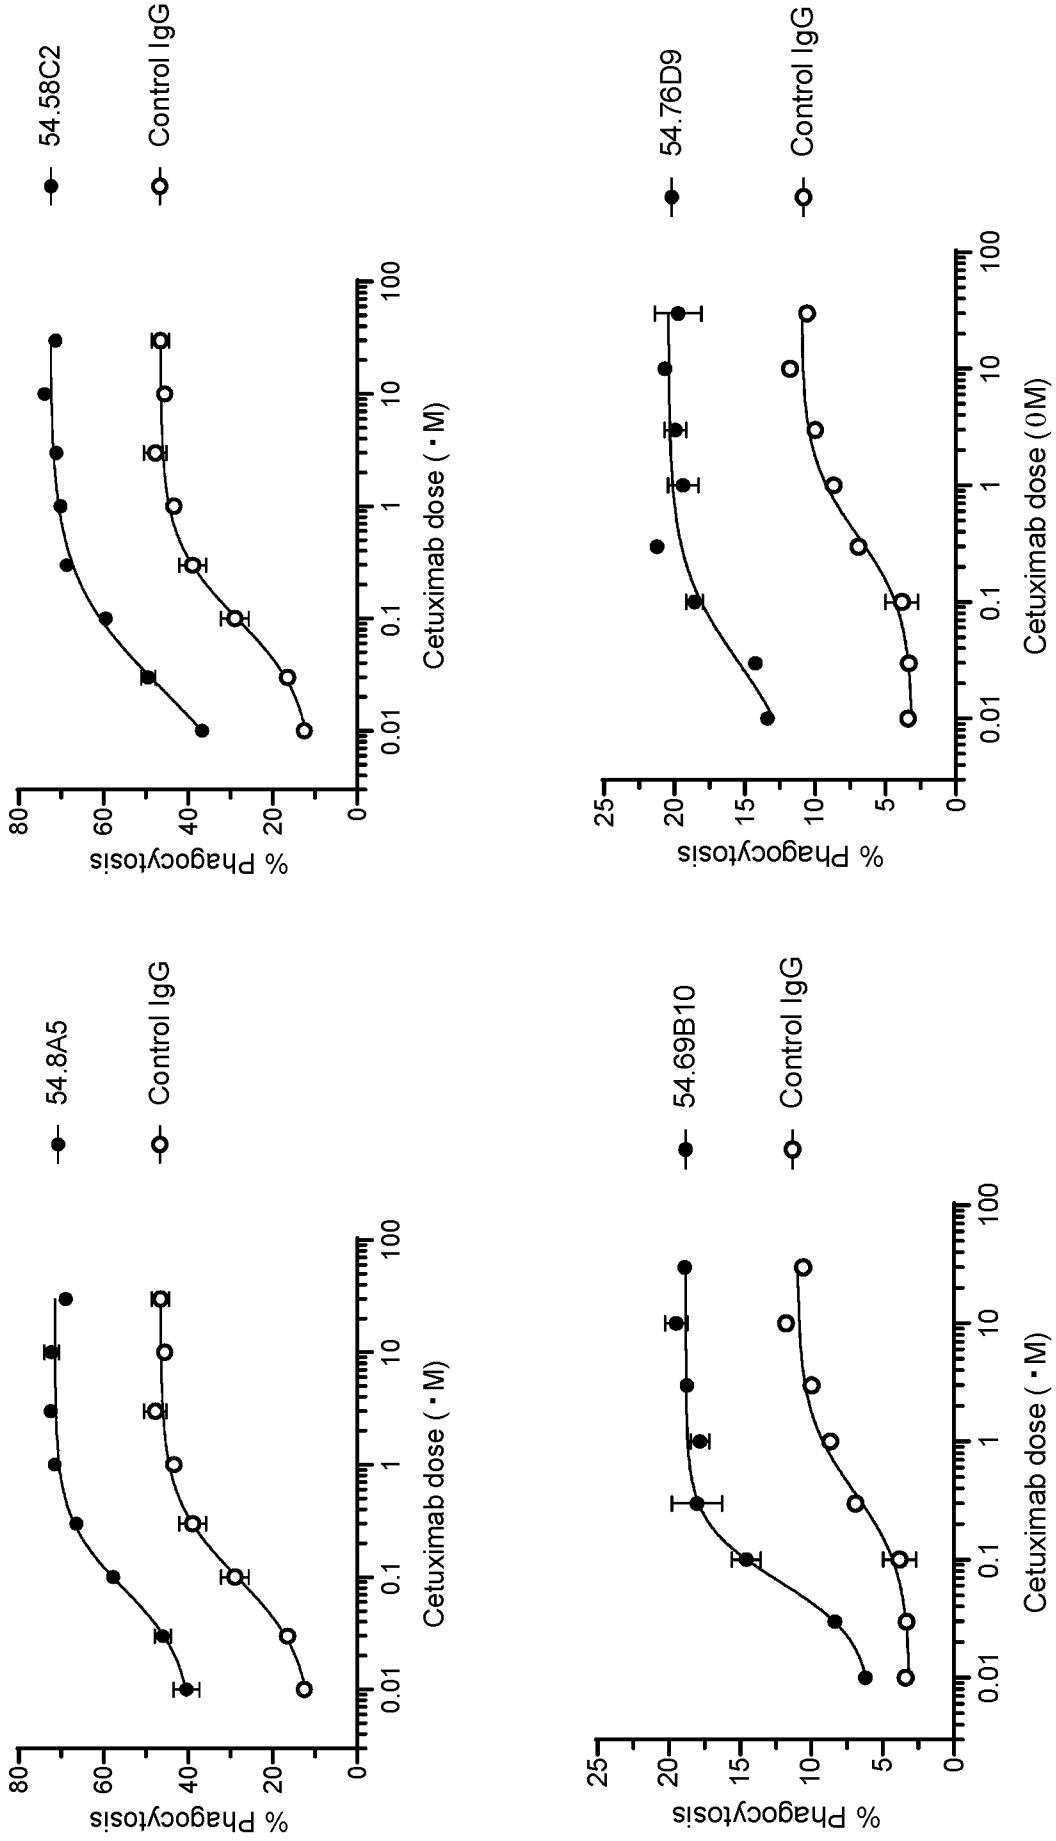 54.8A5
Control IgG
% Phagocytosis
80
60
40
20
0
0.01
0.1
1
10
100
Cetuximab dose (·M)
54.58C2
Control IgG
% Phagocytosis
80
60
40
20
0
0.01
0.1
1
10
100
Cetuximab dose (·M)
54.69B10
Control IgG
% Phagocytosis
25
20
15
10
5
0
0.01
0.1
1
10
100
Cetuximab dose (·M)
54.76D9
Control IgG
% Phagocytosis
25
20
15
10
5
0
0.01
0.1
1
10
100
Cetuximab dose (θM)